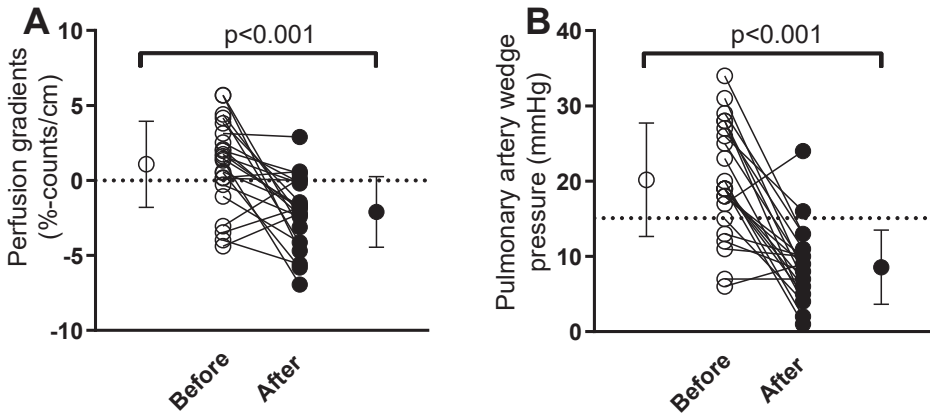 A
p<0.001
Perfusion gradients
(%-counts/cm)
10
5
0
-5
-10
Before
After
B
p<0.001
Pulmonary artery wedge
pressure (mmHg)
40
30
20
10
0
Before
After